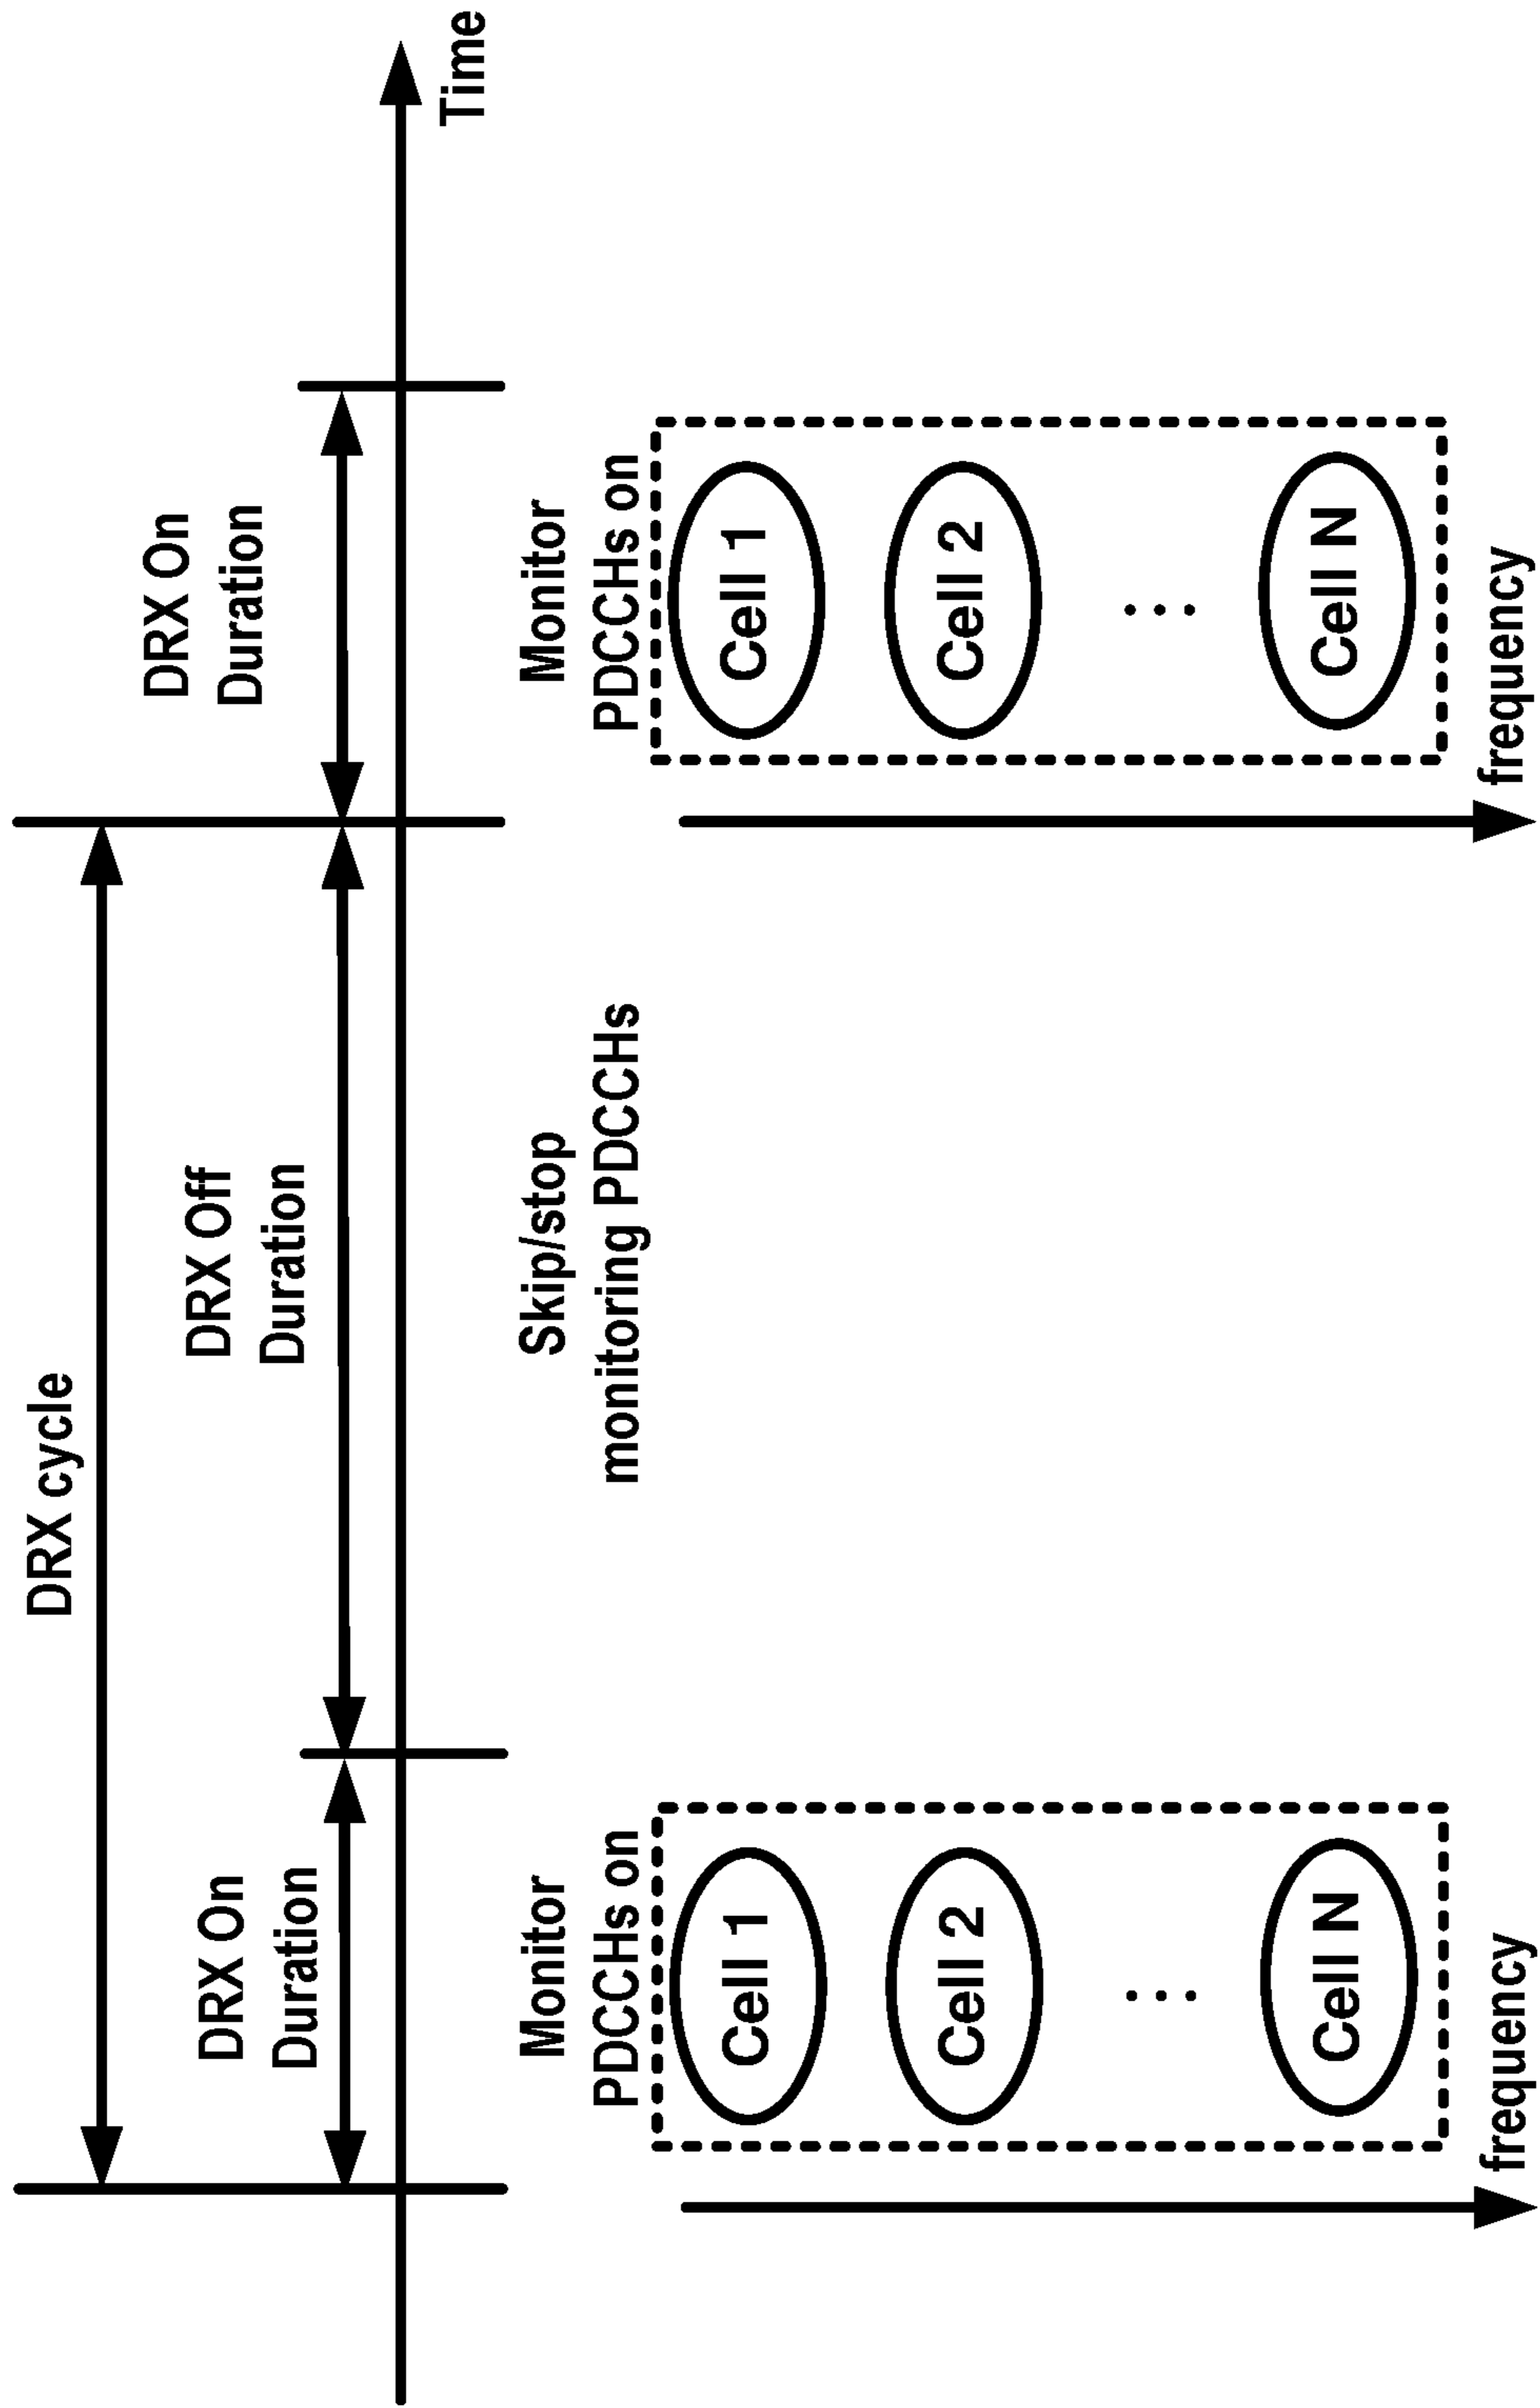 DRX cycle
DRX On
Duration
DRX Off
Duration
DRX On
Duration
Time
Monitor
PDCCHs on
Cell 1
Cell 2
...
Cell N
frequency
Skip/stop
monitoring PDCCHs
Monitor
PDCCHs on
Cell 1
Cell 2
...
Cell N
frequency